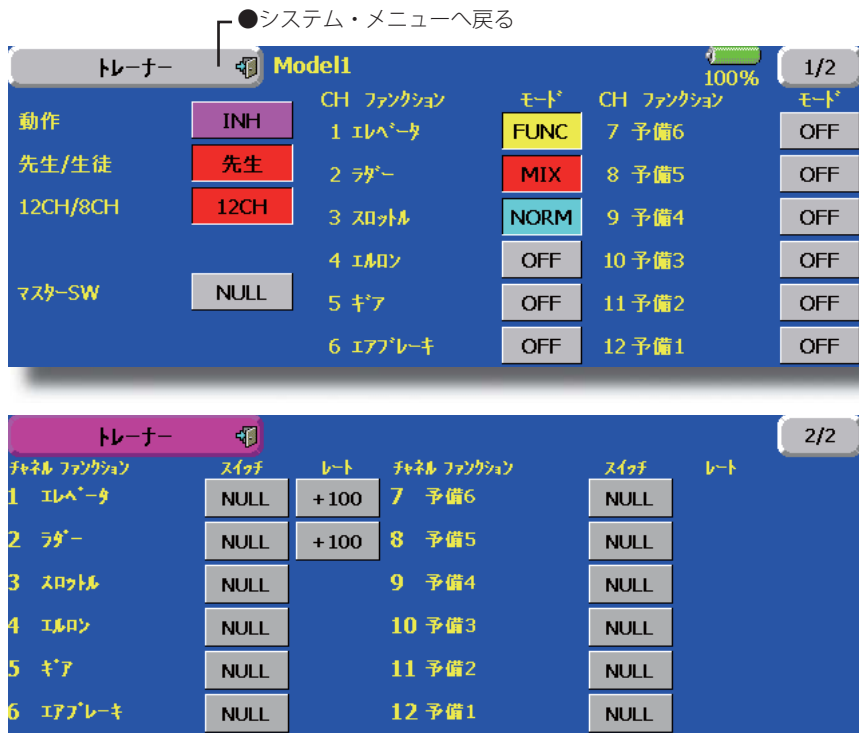 ●システム・メニューへ戻る
ﾄﾚｰﾅｰ Model1 100% 1/2
CH ﾌｧﾝｸｼｮﾝ ﾓｰﾄﾞ CH ﾌｧﾝｸｼｮﾝ ﾓｰﾄﾞ
動作 INH 1 ｴﾚﾍﾞｰﾀ FUNC 7 予備6 OFF
先生/生徒 先生 2 ﾗﾀﾞｰ MIX 8 予備5 OFF
12CH/8CH 12CH 3 ｽﾛｯﾄﾙ NORM 9 予備4 OFF
4 ｴﾙﾛﾝ OFF 10 予備3 OFF
ﾏｽﾀｰSW NULL 5 ｷﾞｱ OFF 11 予備2 OFF
6 ｴｱﾌﾞﾚｰｷ OFF 12 予備1 OFF
ﾄﾚｰﾅｰ 2/2
ﾁｬﾈﾙ ﾌｧﾝｸｼｮﾝ ｽｲｯﾁ ﾚｰﾄ ﾁｬﾈﾙ ﾌｧﾝｸｼｮﾝ ｽｲｯﾁ ﾚｰﾄ
1 ｴﾚﾍﾞｰﾀ NULL +100 7 予備6 NULL
2 ﾗﾀﾞｰ NULL +100 8 予備5 NULL
3 ｽﾛｯﾄﾙ NULL 9 予備4 NULL
4 ｴﾙﾛﾝ NULL 10 予備3 NULL
5 ｷﾞｱ NULL 11 予備2 NULL
6 ｴｱﾌﾞﾚｰｷ NULL 12 予備1 NULL